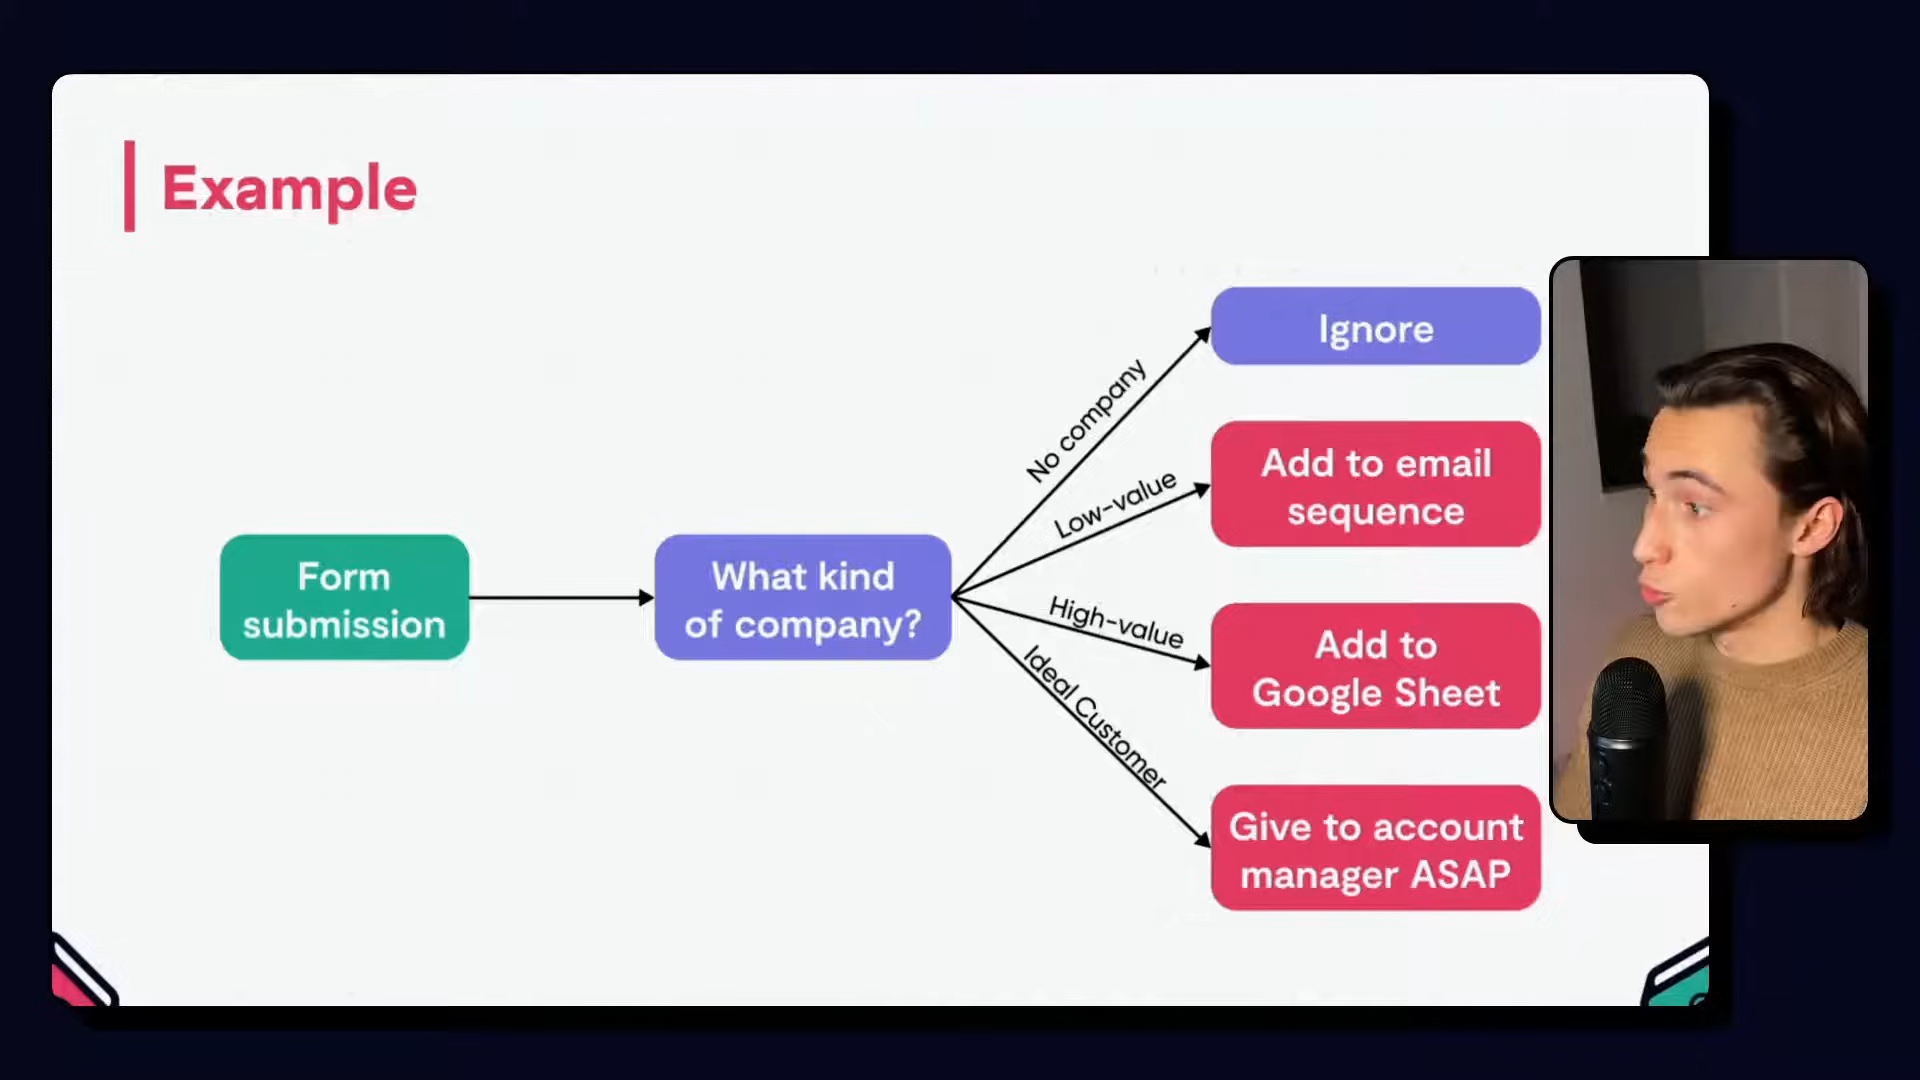 Example
Form
submission
What kind
of company?
No company
Low-value
High-value
Ideal Customer
Ignore
Add to email
sequence
Add to
Google Sheet
Give to account
manager ASAP